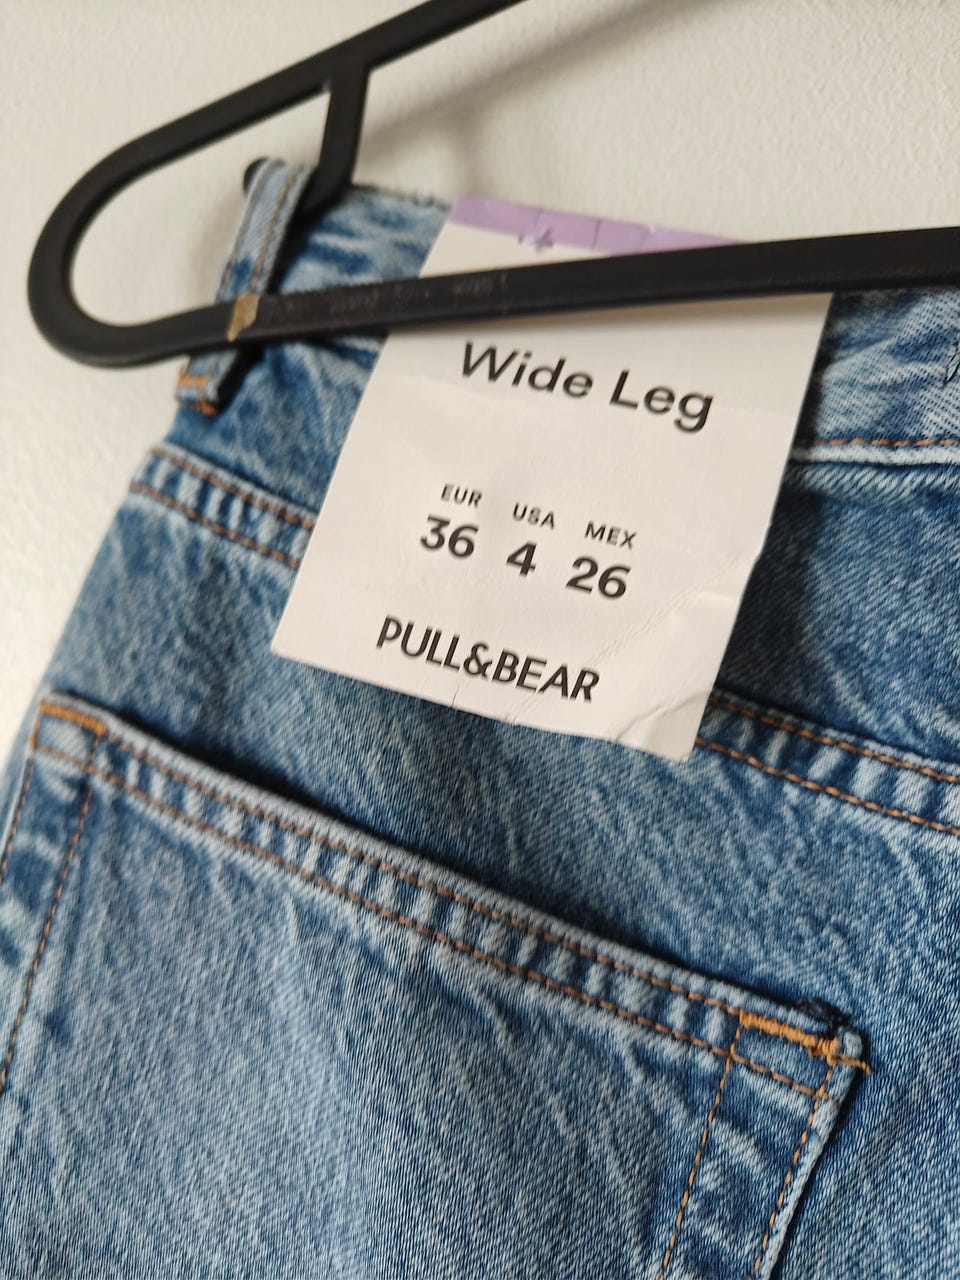 Wide Leg
EUR USA MEX
36 4 26
PULL&BEAR